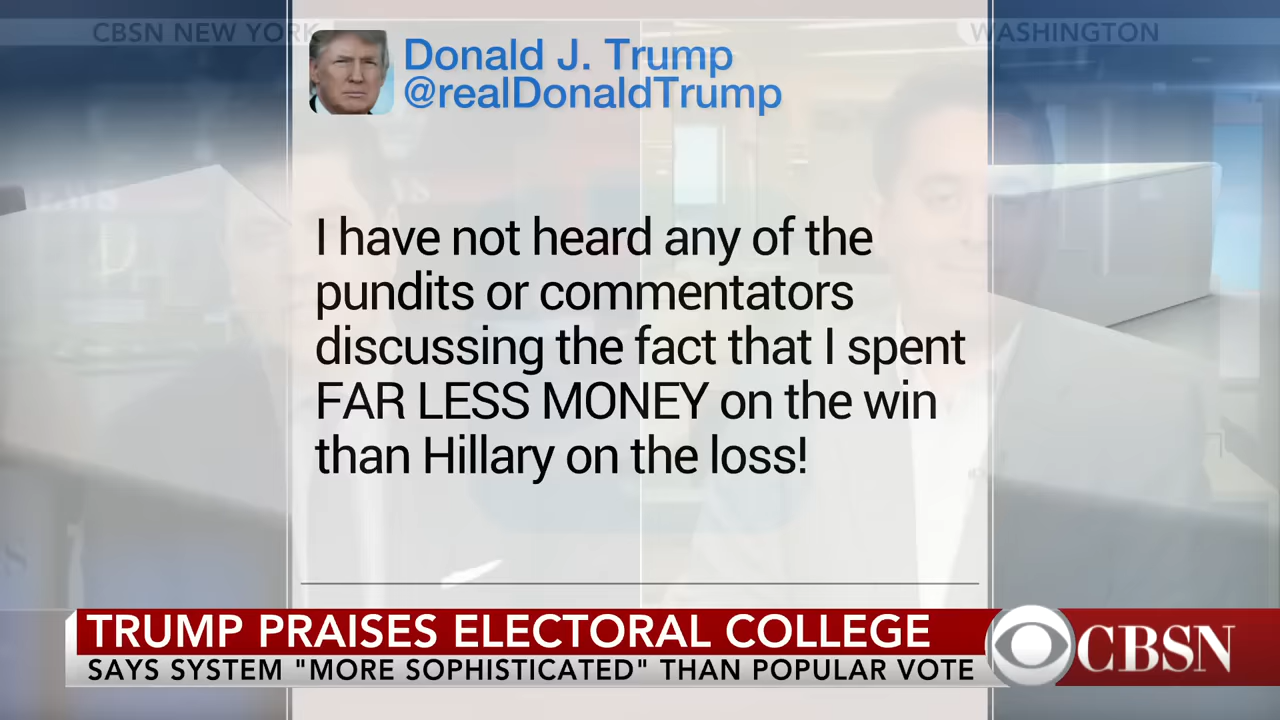 CBSN NEW YORK
WASHINGTON
Donald J. Trump
@realDonaldTrump
I have not heard any of the
pundits or commentators
discussing the fact that I spent
FAR LESS MONEY on the win
than Hillary on the loss!
TRUMP PRAISES ELECTORAL COLLEGE
SAYS SYSTEM "MORE SOPHISTICATED" THAN POPULAR VOTE
CBSN